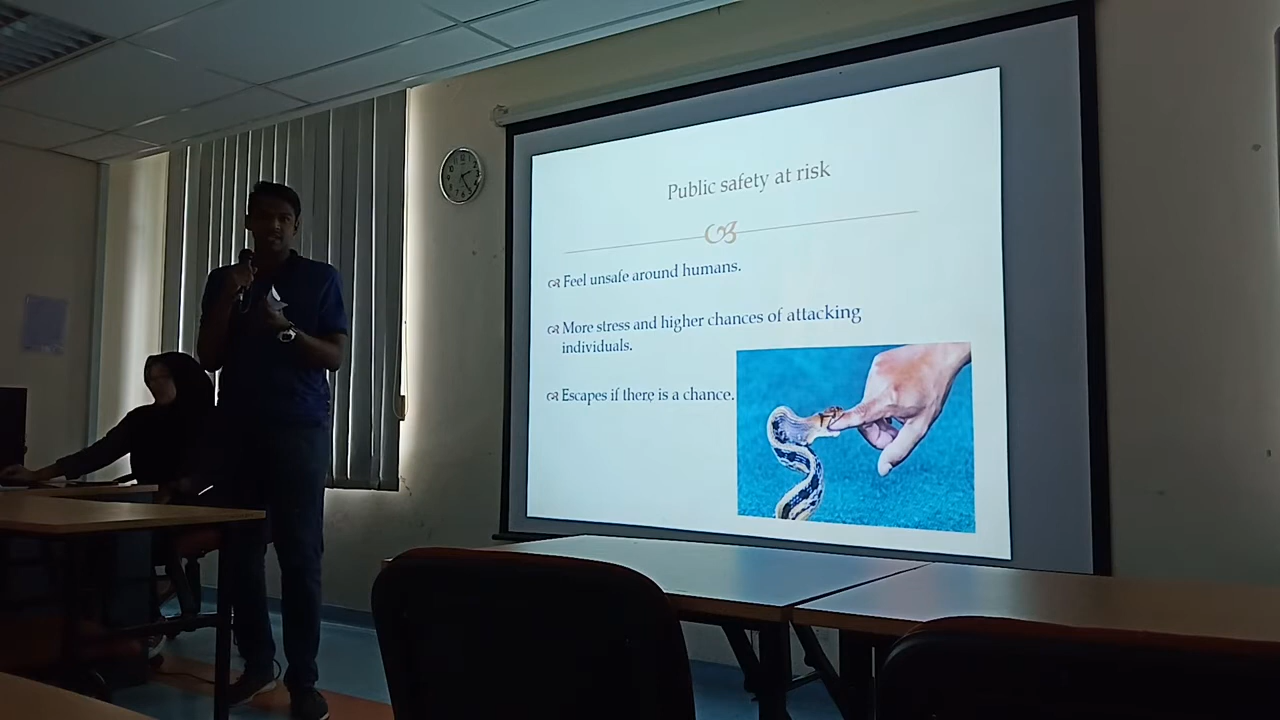 Public safety at risk
Feel unsafe around humans.
More stress and higher chances of attacking
individuals.
Escapes if there is a chance.